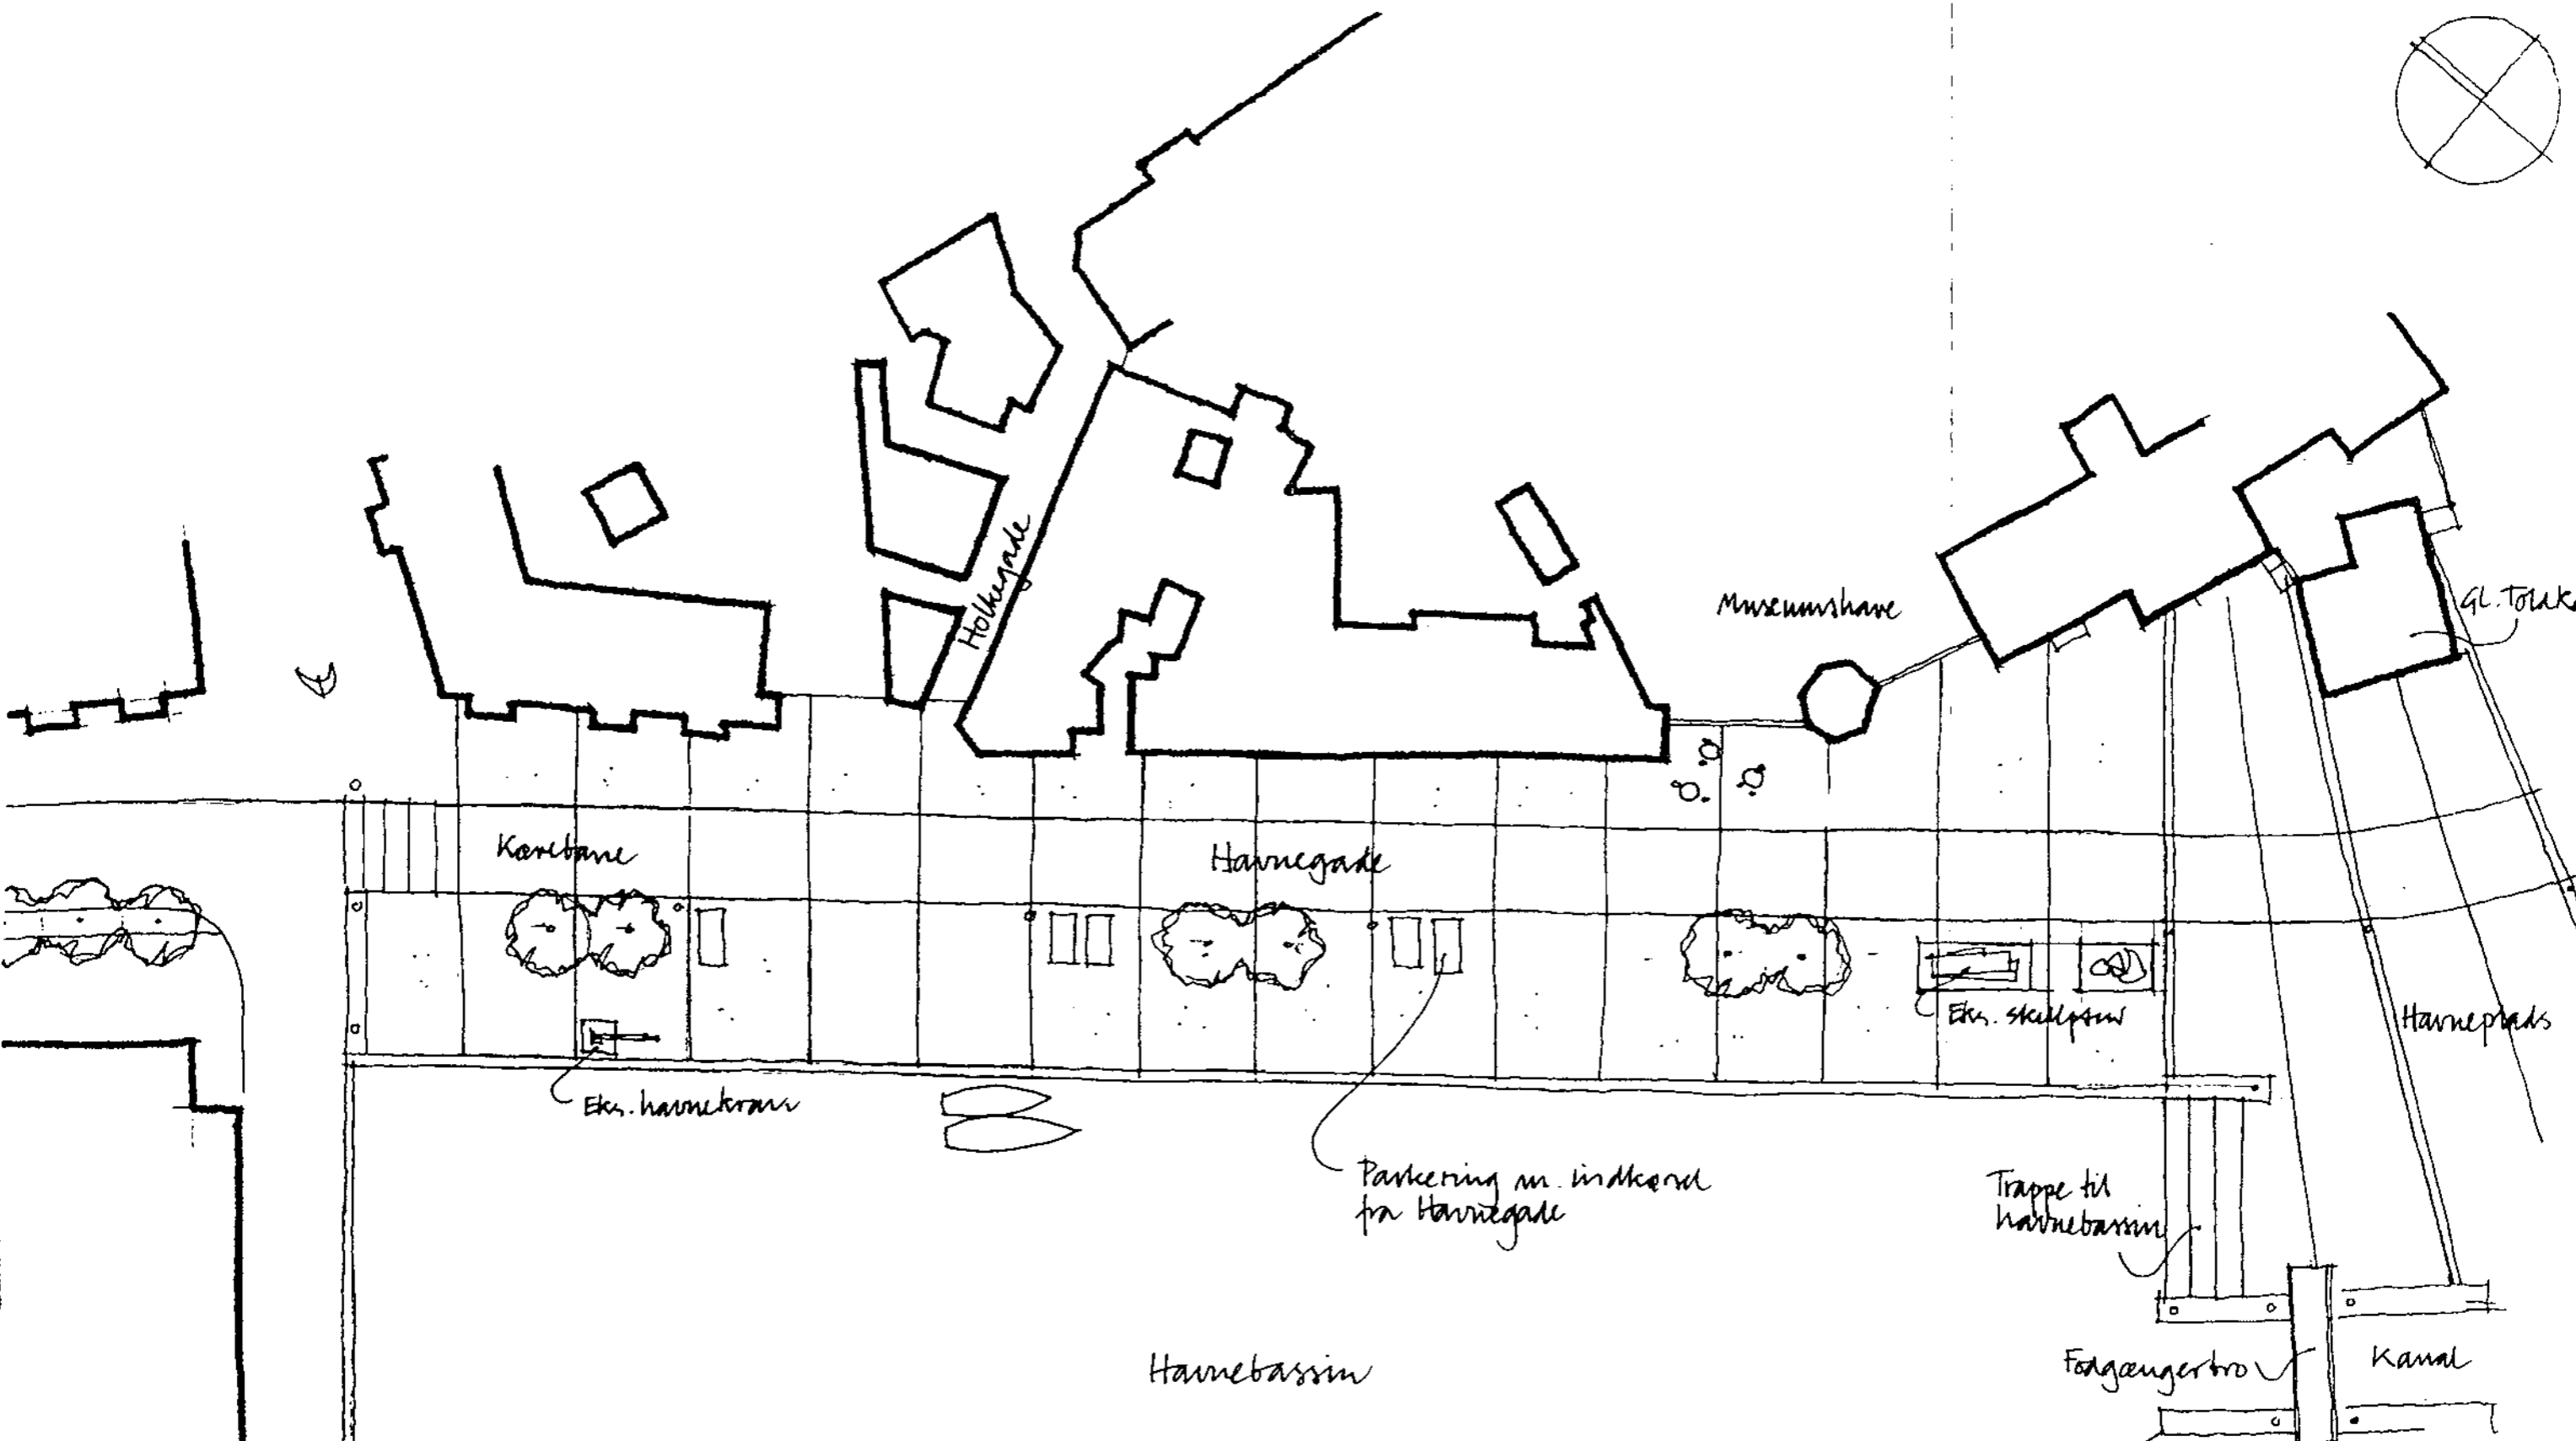 Holkegade
Museumshave
Gl. Toldka
Kørebane
Havnegade
Eks. skulptur
Havneplads
Eks. havnekran
Parkering m. indkørsel
fra Havnegade
Trappe til
havnebassin
Havnebassin
Fodgængerbro
Kanal